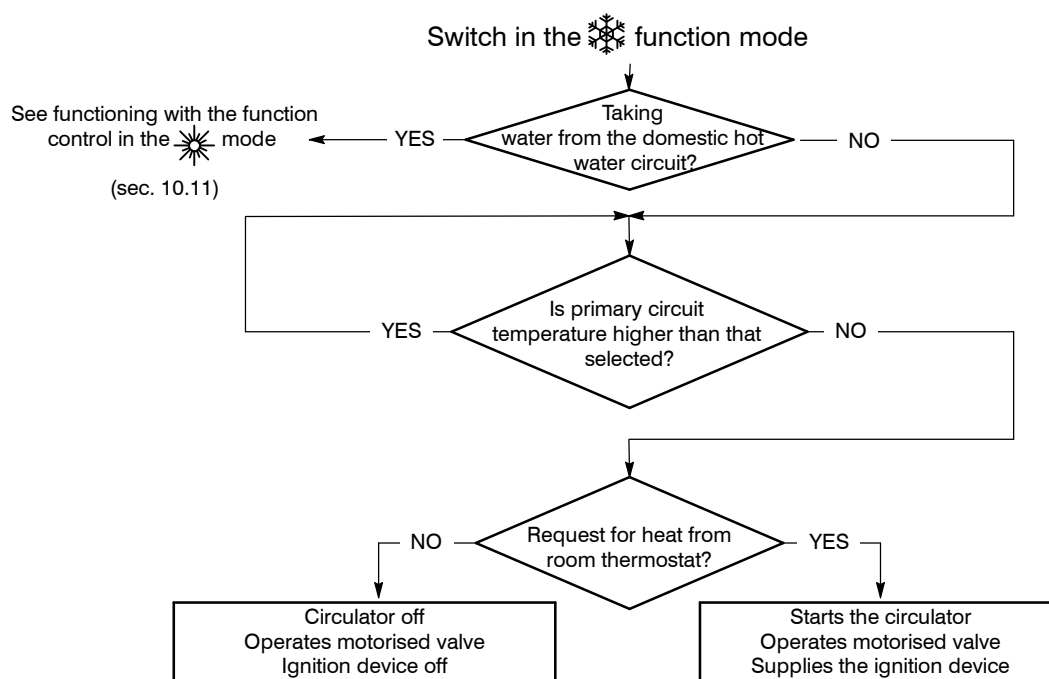 Switch in the function mode
Taking
water from the domestic hot
water circuit?
YES
NO
See functioning with the function
control in the mode
(sec. 10.11)
Is primary circuit
temperature higher than that
selected?
YES
NO
Request for heat from
room thermostat?
NO
YES
Circulator off
Operates motorised valve
Ignition device off
Starts the circulator
Operates motorised valve
Supplies the ignition device